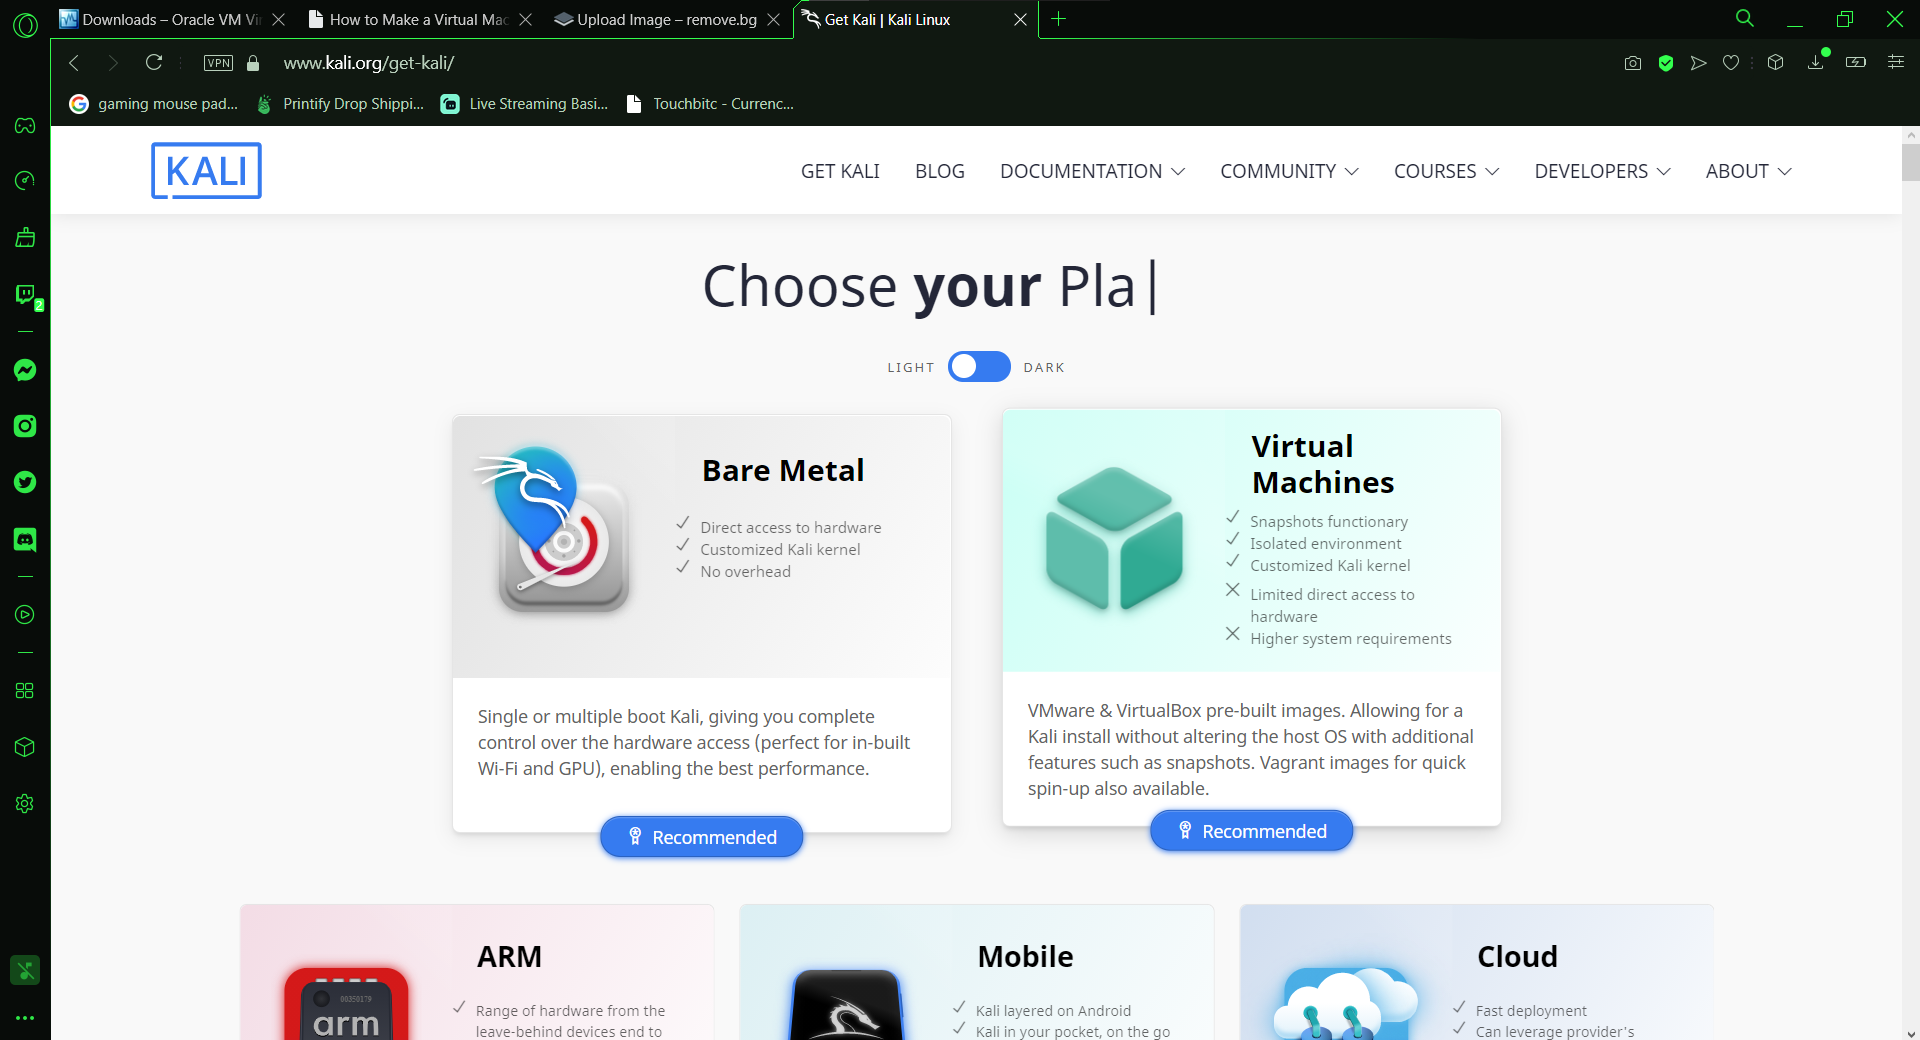 Downloads – Oracle VM Vir
How to Make a Virtual Mac
Upload Image – remove.bg
Get Kali | Kali Linux
VPN
www.kali.org/get-kali/
gaming mouse pad...
Printify Drop Shippi...
Live Streaming Basi...
Touchbitc - Currenc...
2
KALI
GET KALI
BLOG
DOCUMENTATION
COMMUNITY
COURSES
DEVELOPERS
ABOUT
Choose your Pla|
LIGHT
DARK
Bare Metal
Direct access to hardware
Customized Kali kernel
No overhead
Single or multiple boot Kali, giving you complete
control over the hardware access (perfect for in-built
Wi-Fi and GPU), enabling the best performance.
Recommended
Virtual
Machines
Snapshots functionary
Isolated environment
Customized Kali kernel
Limited direct access to
hardware
Higher system requirements
VMware & VirtualBox pre-built images. Allowing for a
Kali install without altering the host OS with additional
features such as snapshots. Vagrant images for quick
spin-up also available.
Recommended
ARM
00350179
arm
Range of hardware from the
leave-behind devices end to
Mobile
Kali layered on Android
Kali in your pocket, on the go
Cloud
Fast deployment
Can leverage provider's